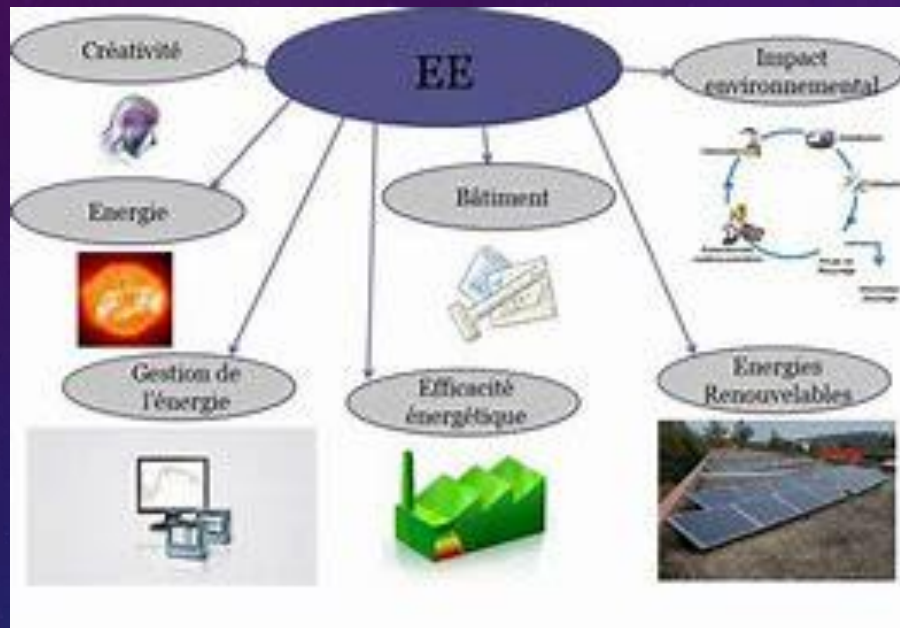 EE
Créativité
Impact
environnemental
Energie
Bâtiment
Gestion de
l'énergie
Efficacité
énergétique
Energies
Renouvelables